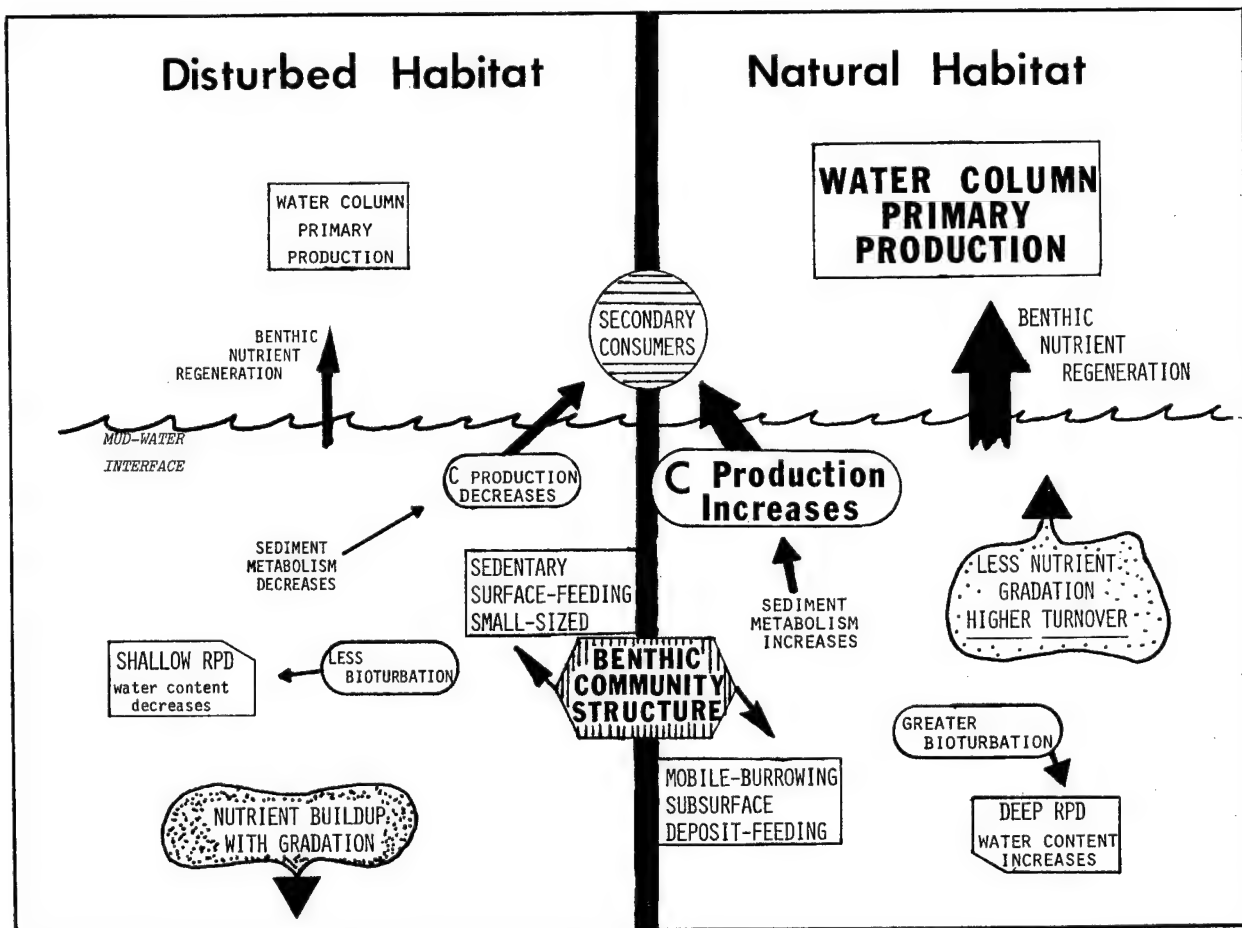 Disturbed Habitat
WATER COLUMN
PRIMARY
PRODUCTION
BENTHIC
NUTRIENT
REGENERATION
MUD-WATER
INTERFACE
C PRODUCTION
DECREASES
SEDIMENT
METABOLISM
DECREASES
SEDENTARY
SURFACE-FEEDING
SMALL-SIZED
SHALLOW RPD
water content
decreases
LESS
BIOTURBATION
NUTRIENT BUILDUP
WITH GRADATION
SECONDARY
CONSUMERS
BENTHIC
COMMUNITY
STRUCTURE
Natural Habitat
WATER COLUMN
PRIMARY
PRODUCTION
BENTHIC
NUTRIENT
REGENERATION
C Production
Increases
SEDIMENT
METABOLISM
INCREASES
LESS NUTRIENT
GRADATION
HIGHER TURNOVER
GREATER
BIOTURBATION
MOBILE-BURROWING
SUBSURFACE
DEPOSIT-FEEDING
DEEP RPD
WATER CONTENT
INCREASES